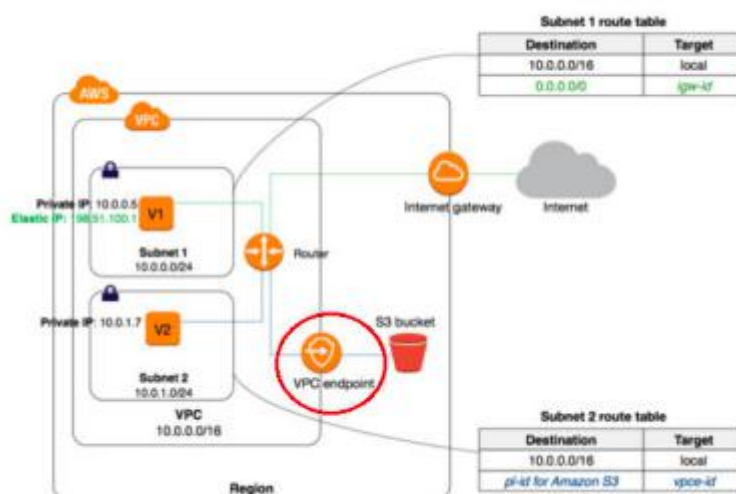 Subnet 1 route table
Destination Target
10.0.0.0/16 local
0.0.0.0/0 igw-id
AWS
VPC
Private IP: 10.0.0.5
Elastic IP: 198.51.100.1
V1
Subnet 1
10.0.0.0/24
Router
Internet gateway
Internet
Private IP: 10.0.1.7
V2
Subnet 2
10.0.1.0/24
S3 bucket
VPC endpoint
VPC
10.0.0.0/16
Region
Subnet 2 route table
Destination Target
10.0.0.0/16 local
pl-id for Amazon S3 vpce-id